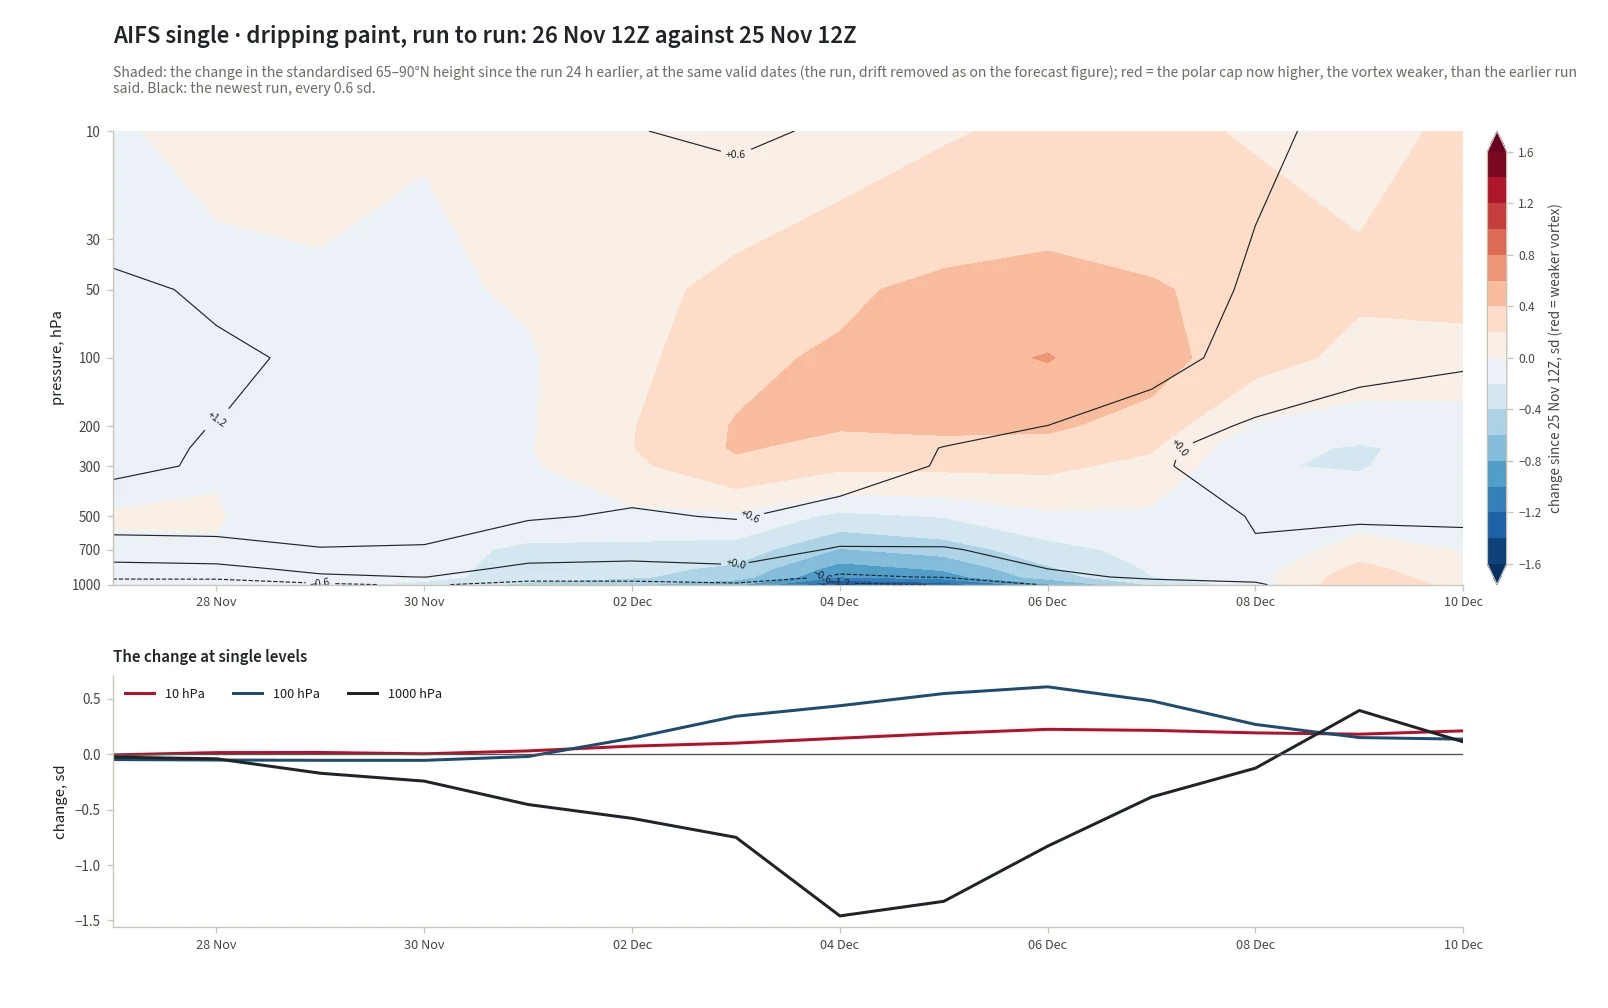 AIFS single · dripping paint, run to run: 26 Nov 12Z against 25 Nov 12Z
Shaded: the change in the standardised 65–90°N height since the run 24 h earlier, at the same valid dates (the run, drift removed as on the forecast figure); red = the polar cap now higher, the vortex weaker, than the earlier run
said. Black: the newest run, every 0.6 sd.
pressure, hPa
10
30
50
100
200
300
500
700
1000
+0.6
+1.2
+0.0
+0.6
+0.0
−0.6
−0.6
28 Nov
30 Nov
02 Dec
04 Dec
06 Dec
08 Dec
10 Dec
1.6
1.2
0.8
0.4
0.0
−0.4
−0.8
−1.2
−1.6
change since 25 Nov 12Z, sd (red = weaker vortex)
The change at single levels
10 hPa
100 hPa
1000 hPa
change, sd
0.5
0.0
−0.5
−1.0
−1.5
28 Nov
30 Nov
02 Dec
04 Dec
06 Dec
08 Dec
10 Dec